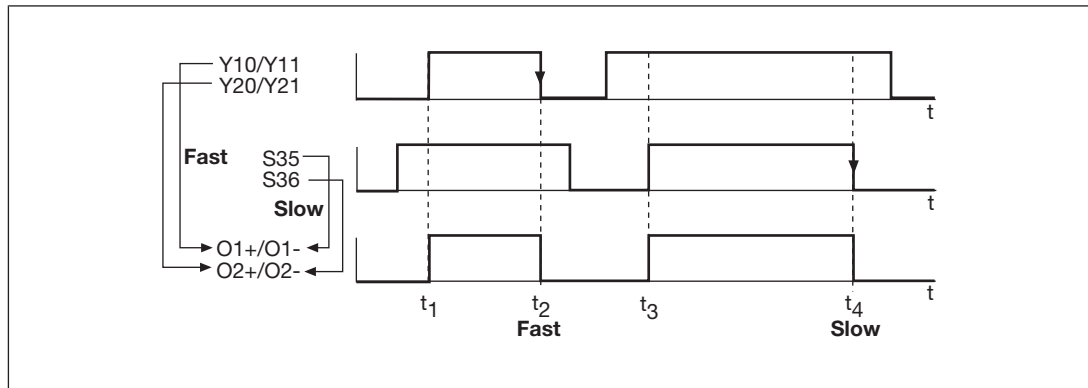 Y10/Y11
Y20/Y21
t
Fast
S35
S36
Slow
t
O1+/O1-
O2+/O2-
t
t1
t2
t3
t4
Fast
Slow